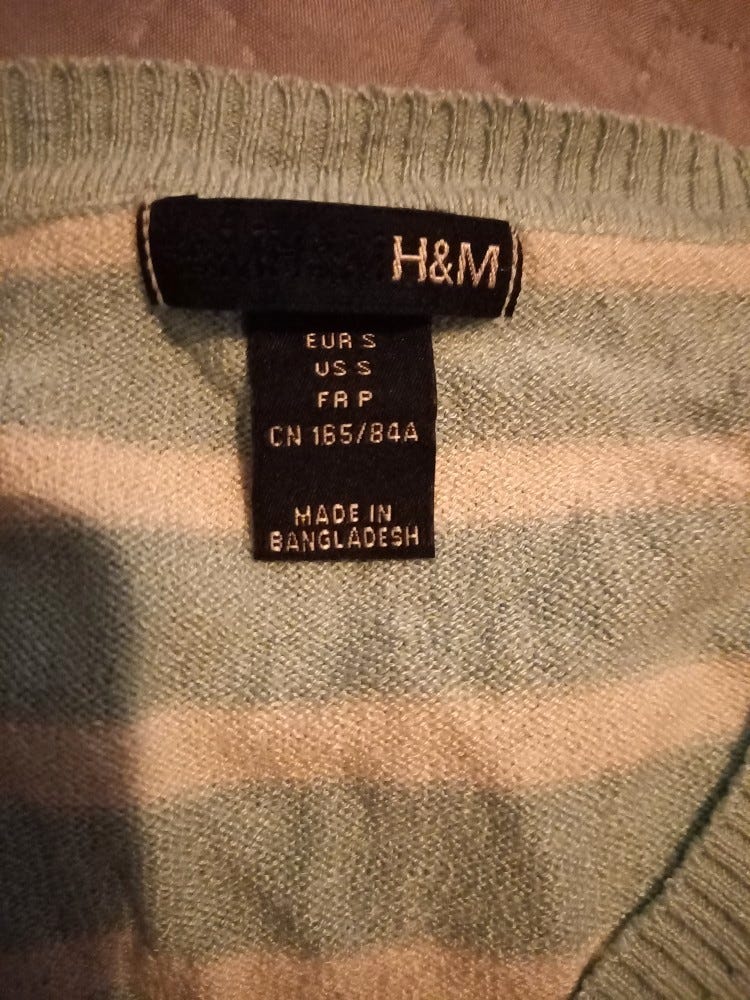 H&M
EUR S
US S
FR P
CN 165/84A
MADE IN
BANGLADESH